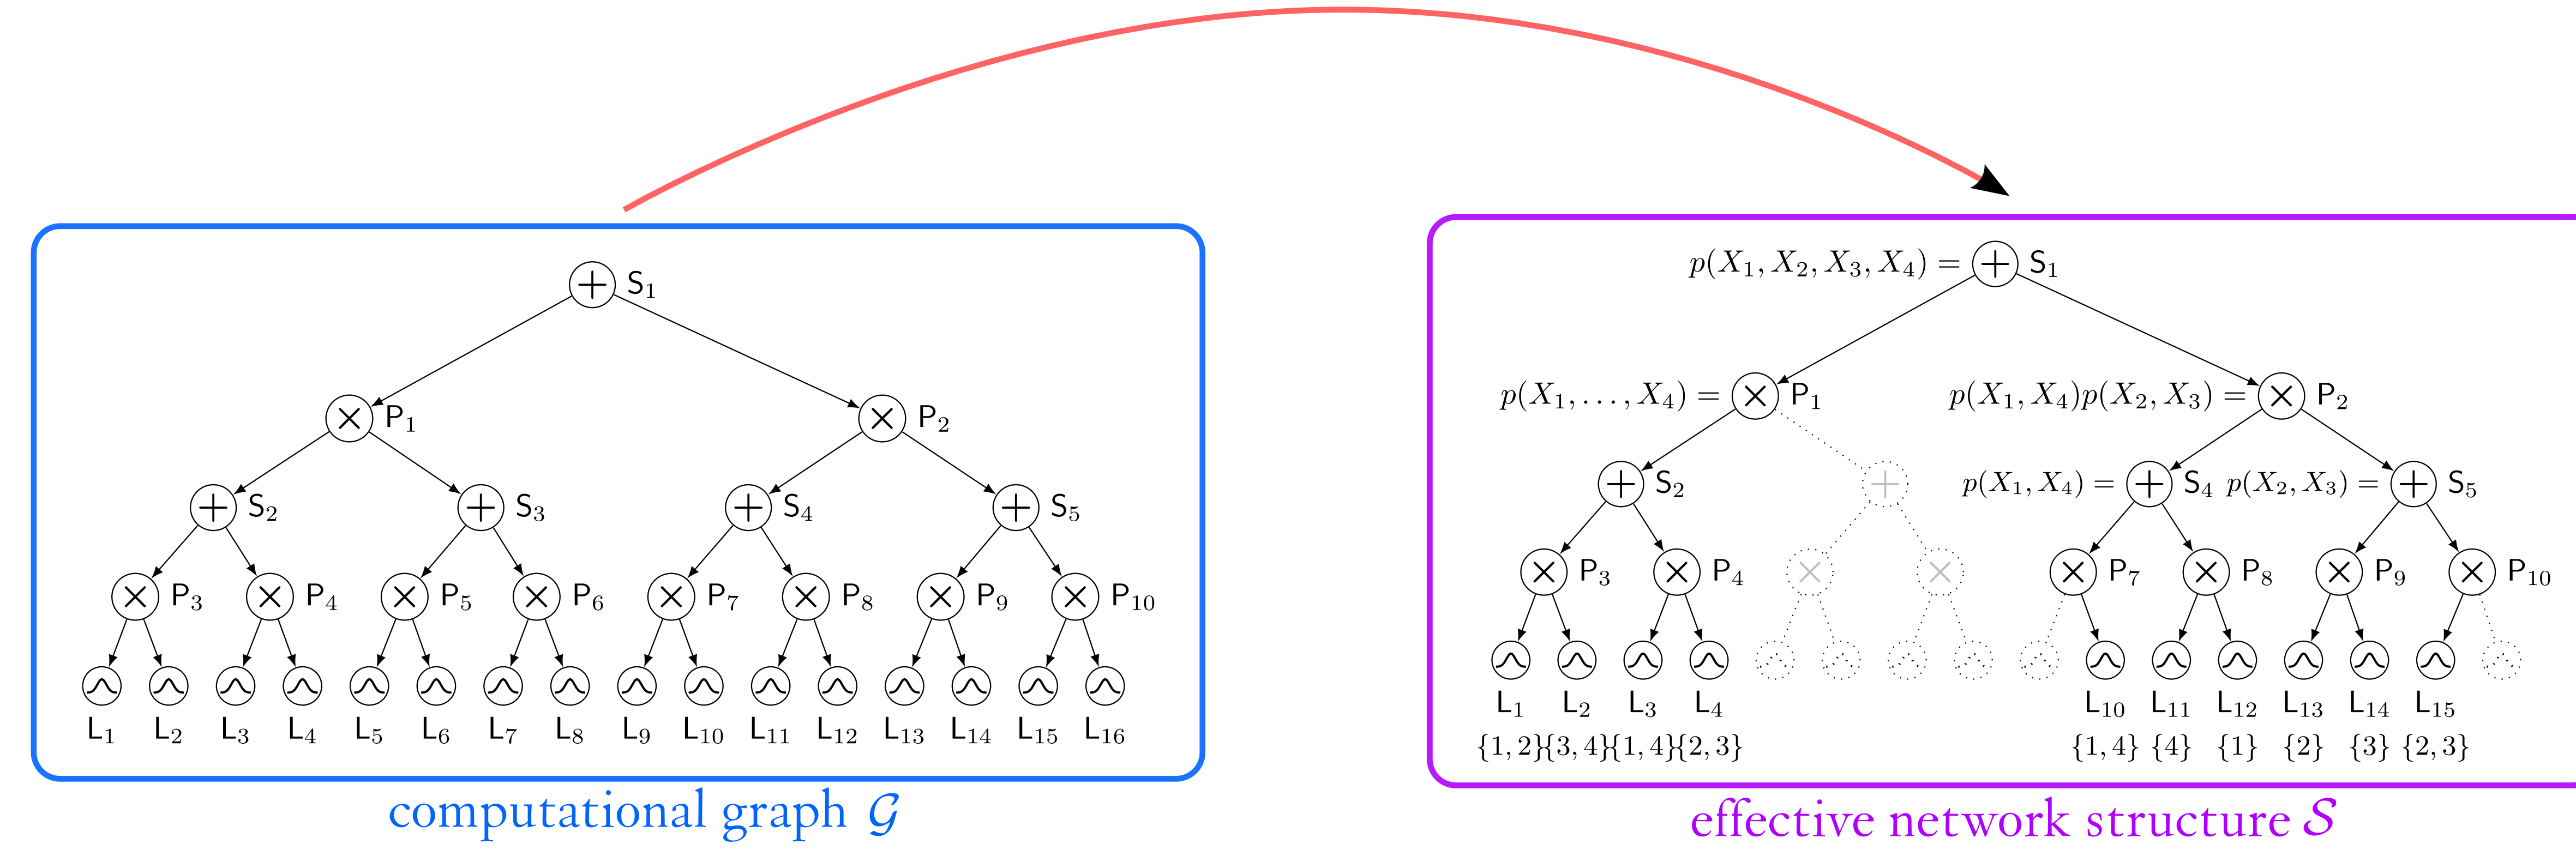 S₁
P₁ P₂
S₂ S₃ S₄ S₅
P₃ P₄ P₅ P₆ P₇ P₈ P₉ P₁₀
L₁ L₂ L₃ L₄ L₅ L₆ L₇ L₈ L₉ L₁₀ L₁₁ L₁₂ L₁₃ L₁₄ L₁₅ L₁₆
computational graph 𝒢
p(X₁, X₂, X₃, X₄) = S₁
p(X₁, . . . , X₄) = P₁ p(X₁, X₄)p(X₂, X₃) = P₂
S₂ p(X₁, X₄) = S₄ p(X₂, X₃) = S₅
P₃ P₄ P₇ P₈ P₉ P₁₀
L₁ L₂ L₃ L₄ L₁₀ L₁₁ L₁₂ L₁₃ L₁₄ L₁₅
{1, 2}{3, 4}{1, 4}{2, 3} {1, 4} {4} {1} {2} {3} {2, 3}
effective network structure 𝒮